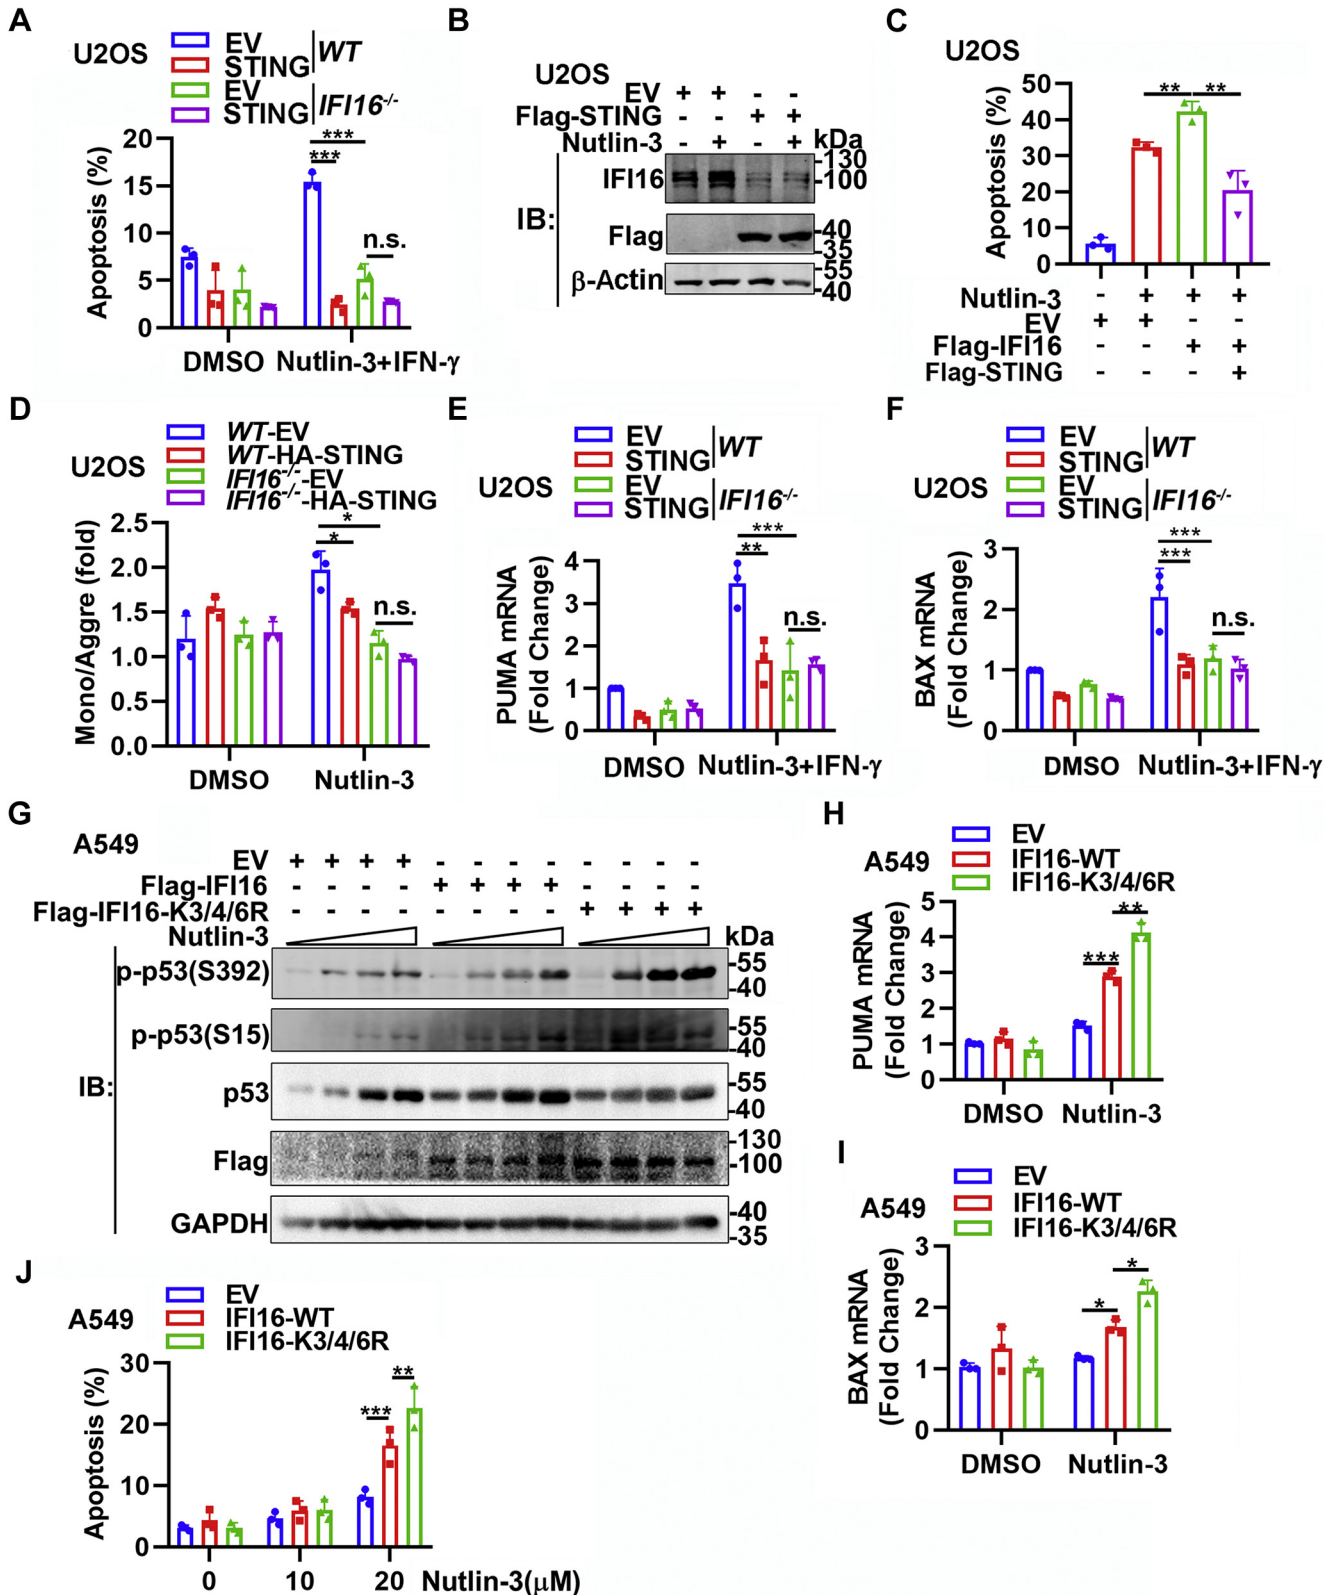 A
U2OS
EV
STING
WT
EV
STING
IFI16-/-
Apoptosis (%)
20
15
10
5
0
***
***
n.s.
DMSO
Nutlin-3+IFN-γ
B
U2OS
EV + + - -
Flag-STING - - + +
Nutlin-3 - + - + kDa
IB:
IFI16
-130
-100
Flag
-40
-35
β-Actin
-55
-40
C
U2OS
Apoptosis (%)
50
40
30
20
10
0
** **
Nutlin-3 - + + +
EV + + - -
Flag-IFI16 - - + +
Flag-STING - - - +
D
U2OS
WT-EV
WT-HA-STING
IFI16-/--EV
IFI16-/--HA-STING
Mono/Aggre (fold)
2.5
2.0
1.5
1.0
0.5
0.0
*
*
n.s.
DMSO
Nutlin-3
E
U2OS
EV
STING
WT
EV
STING
IFI16-/-
PUMA mRNA
(Fold Change)
4
3
2
1
0
***
**
n.s.
DMSO
Nutlin-3+IFN-γ
F
U2OS
EV
STING
WT
EV
STING
IFI16-/-
BAX mRNA
(Fold Change)
3
2
1
0
***
***
n.s.
DMSO
Nutlin-3+IFN-γ
G
A549
EV + + + + - - - - - - - -
Flag-IFI16 - - - - + + + + - - - -
Flag-IFI16-K3/4/6R - - - - - - - - + + + +
Nutlin-3
kDa
IB:
p-p53(S392)
-55
-40
p-p53(S15)
-55
-40
p53
-55
-40
Flag
-130
-100
GAPDH
-40
-35
H
A549
EV
IFI16-WT
IFI16-K3/4/6R
PUMA mRNA
(Fold Change)
5
4
3
2
1
0
**
***
DMSO
Nutlin-3
I
A549
EV
IFI16-WT
IFI16-K3/4/6R
BAX mRNA
(Fold Change)
3
2
1
0
*
*
DMSO
Nutlin-3
J
A549
EV
IFI16-WT
IFI16-K3/4/6R
Apoptosis (%)
30
20
10
0
**
***
0
10
20
Nutlin-3(μM)